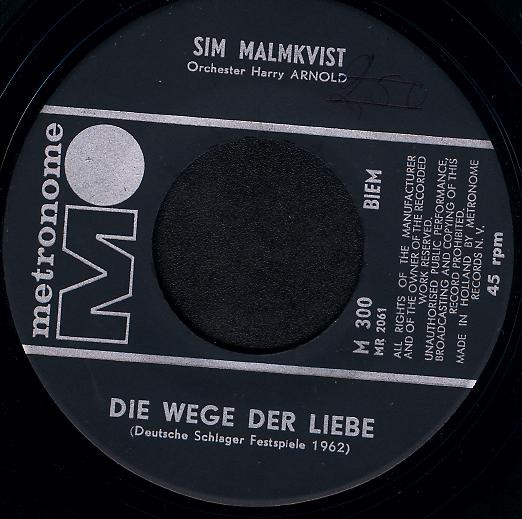 SIM MALMKVIST
Orchester Harry ARNOLD
metronome
BIEM
M 300
MR 2061
ALL RIGHTS OF THE MANUFACTURER
AND OF THE OWNER OF THE RECORDED
WORK RESERVED.
UNAUTHORISED PUBLIC PERFORMANCE,
BROADCASTING AND COPYING OF THIS
RECORD PROHIBITED.
MADE IN HOLLAND BY METRONOME
RECORDS N. V.
45 rpm
DIE WEGE DER LIEBE
(Deutsche Schlager Festspiele 1962)